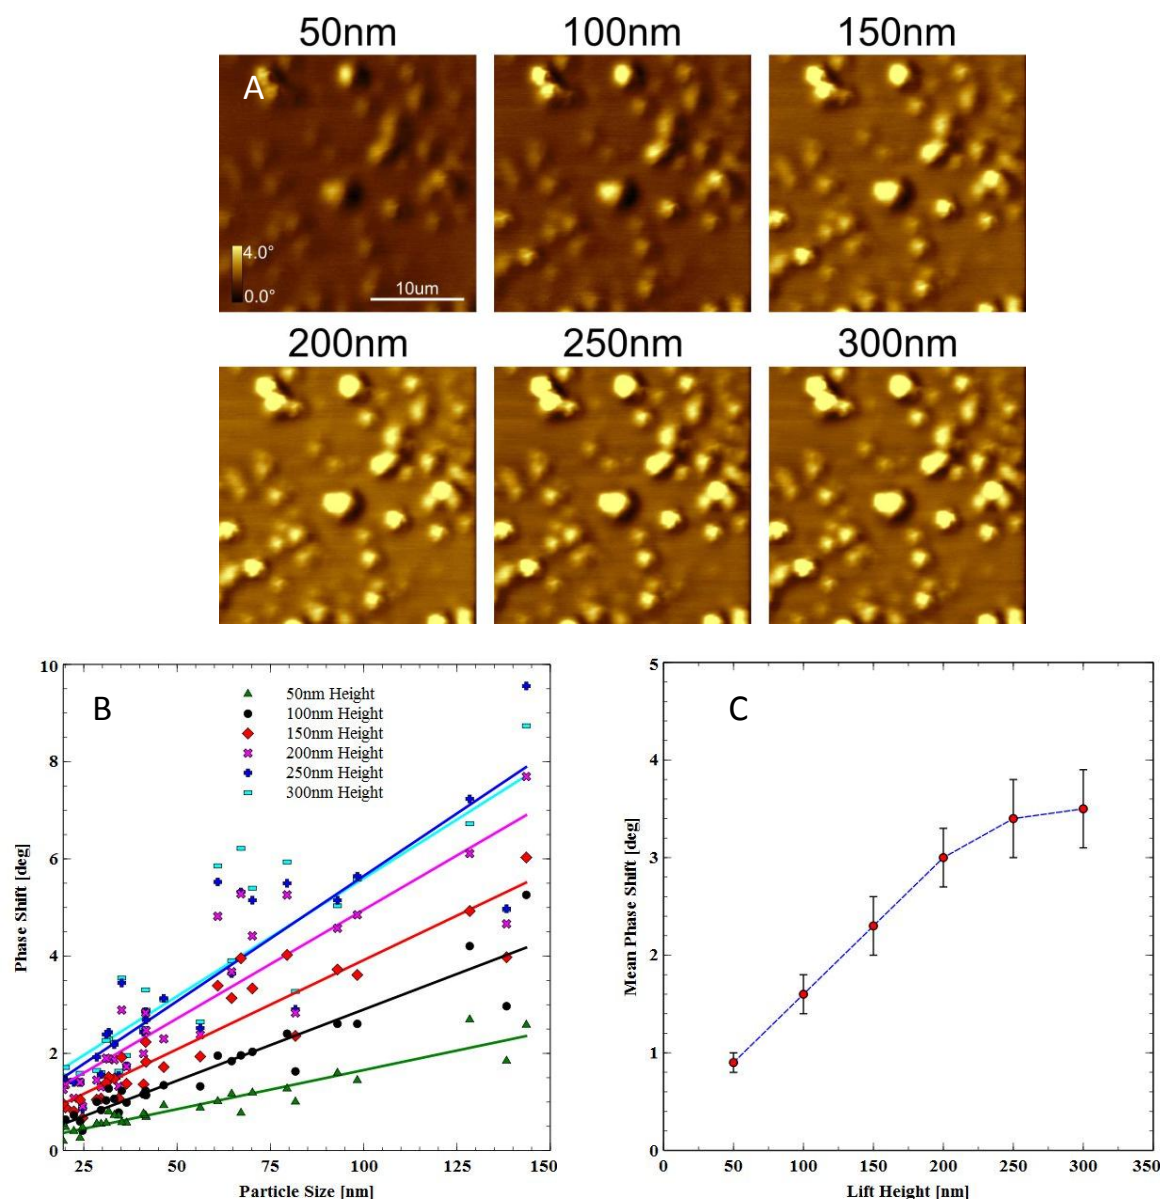 50nm 100nm 150nm
A
4.0°
0.0°
10um
200nm 250nm 300nm
10
8
6
4
2
0
Phase Shift [deg]
B
50nm Height
100nm Height
150nm Height
200nm Height
250nm Height
300nm Height
25 50 75 100 125 150
Particle Size [nm]
5
4
3
2
1
0
Mean Phase Shift [deg]
C
0 50 100 150 200 250 300 350
Lift Height [nm]